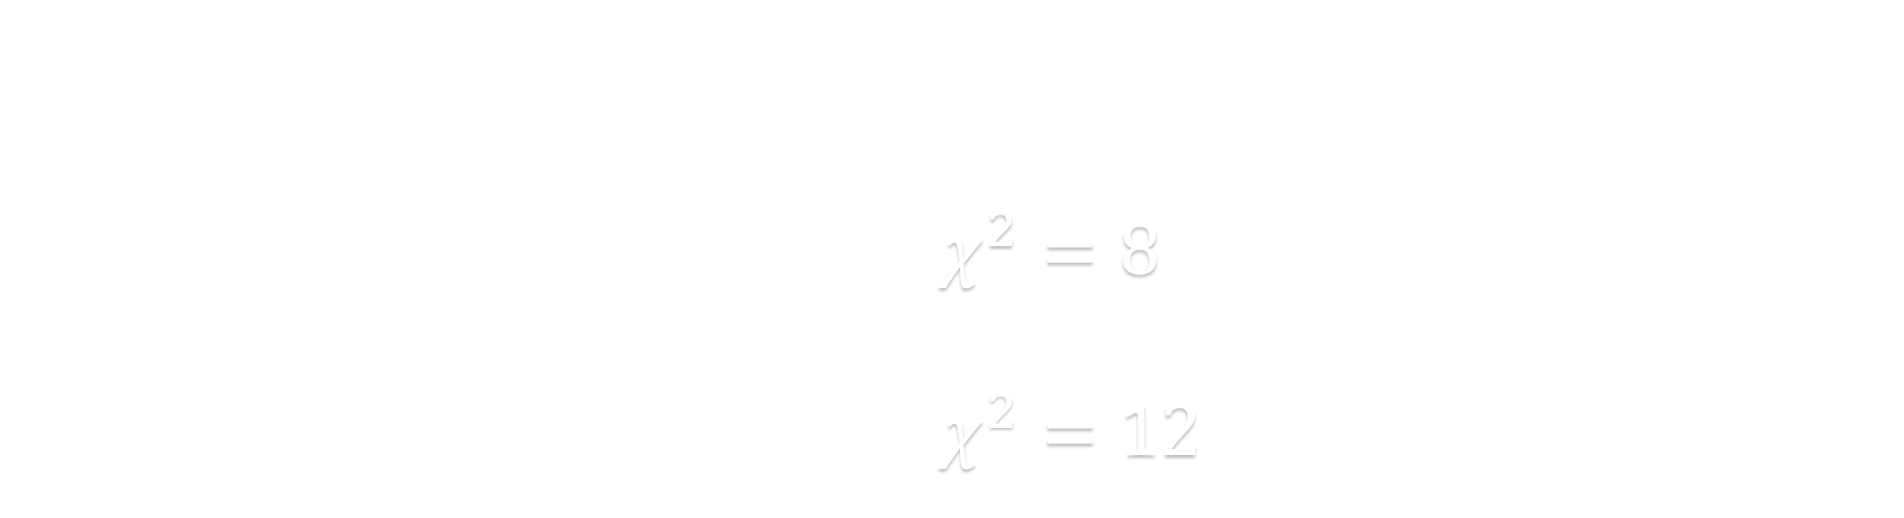 χ² = 8
χ² = 12